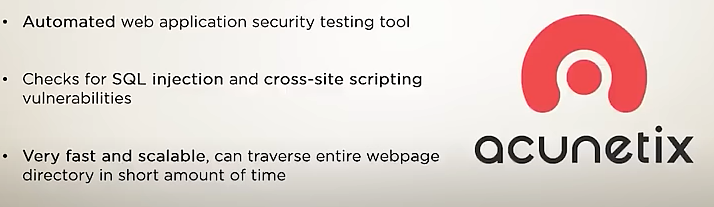 • Automated web application security testing tool
• Checks for SQL injection and cross-site scripting
vulnerabilities
• Very fast and scalable, can traverse entire webpage
directory in short amount of time
acunetix